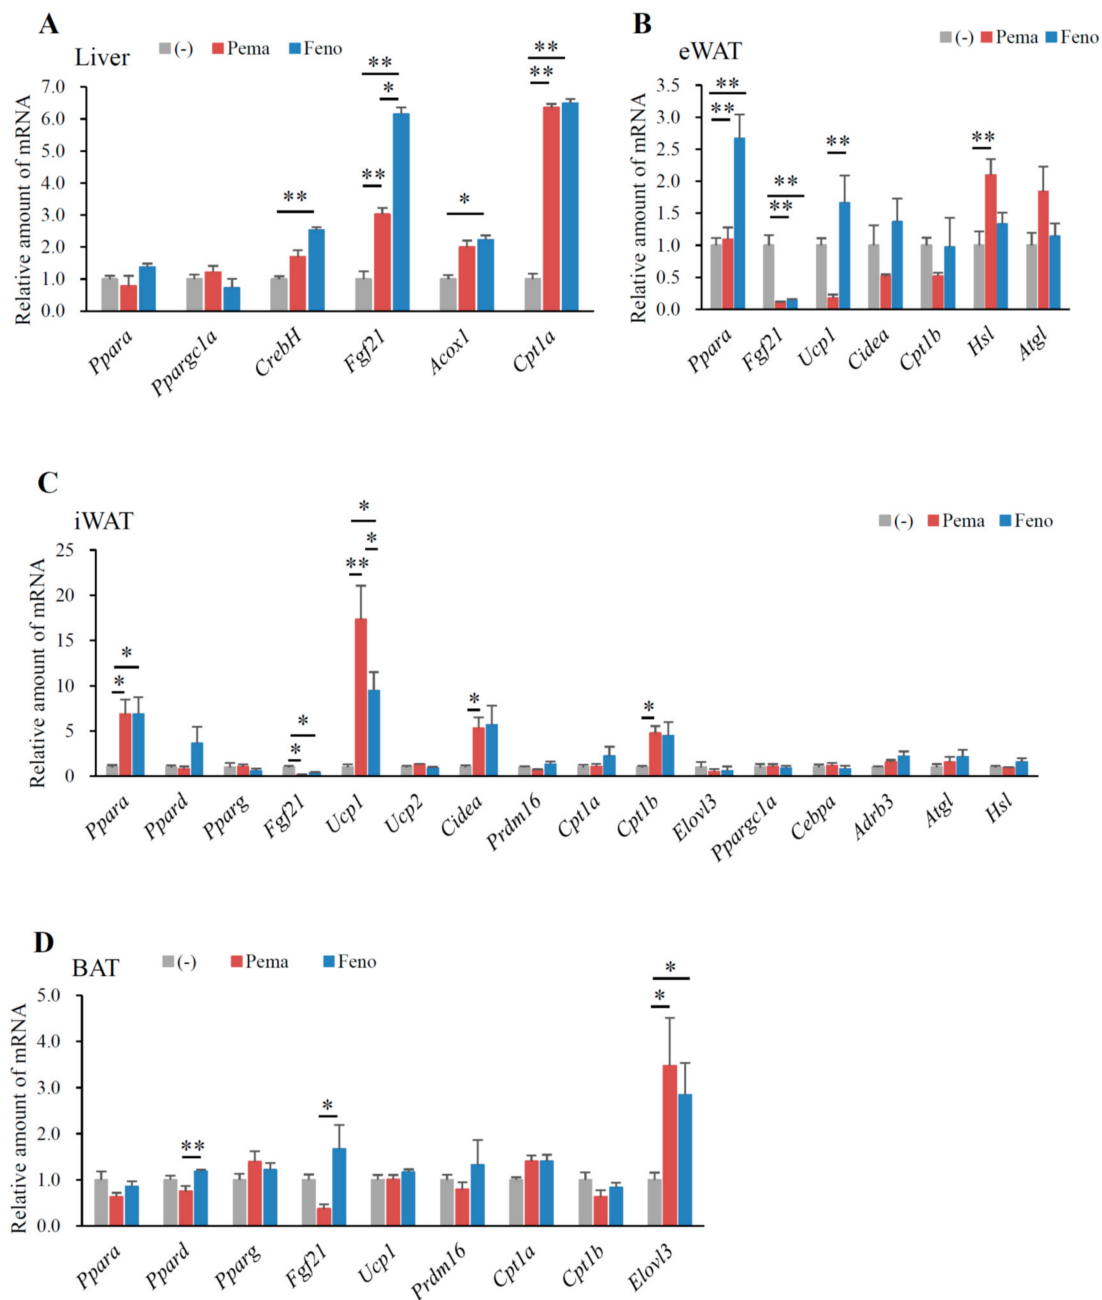 A
Liver
(-) Pema Feno
Relative amount of mRNA
7.0
6.0
5.0
4.0
3.0
2.0
1.0
0.0
**
**
*
**
*
**
**
Ppara Ppargc1a CrebH Fgf21 Acox1 Cpt1a
B
eWAT
(-) Pema Feno
Relative amount of mRNA
3.5
3.0
2.5
2.0
1.5
1.0
0.5
0.0
**
**
**
**
**
**
Ppara Fgf21 Ucp1 Cidea Cpt1b Hsl Atgl
C
iWAT
(-) Pema Feno
Relative amount of mRNA
25
20
15
10
5
0
*
*
*
*
*
*
**
*
*
Ppara Ppard Pparg Fgf21 Ucp1 Ucp2 Cidea Prdm16 Cpt1a Cpt1b Elovl3 Ppargc1a Cebpa Adrb3 Atgl Hsl
D
BAT
(-) Pema Feno
Relative amount of mRNA
5.0
4.0
3.0
2.0
1.0
0.0
**
*
*
*
Ppara Ppard Pparg Fgf21 Ucp1 Prdm16 Cpt1a Cpt1b Elovl3